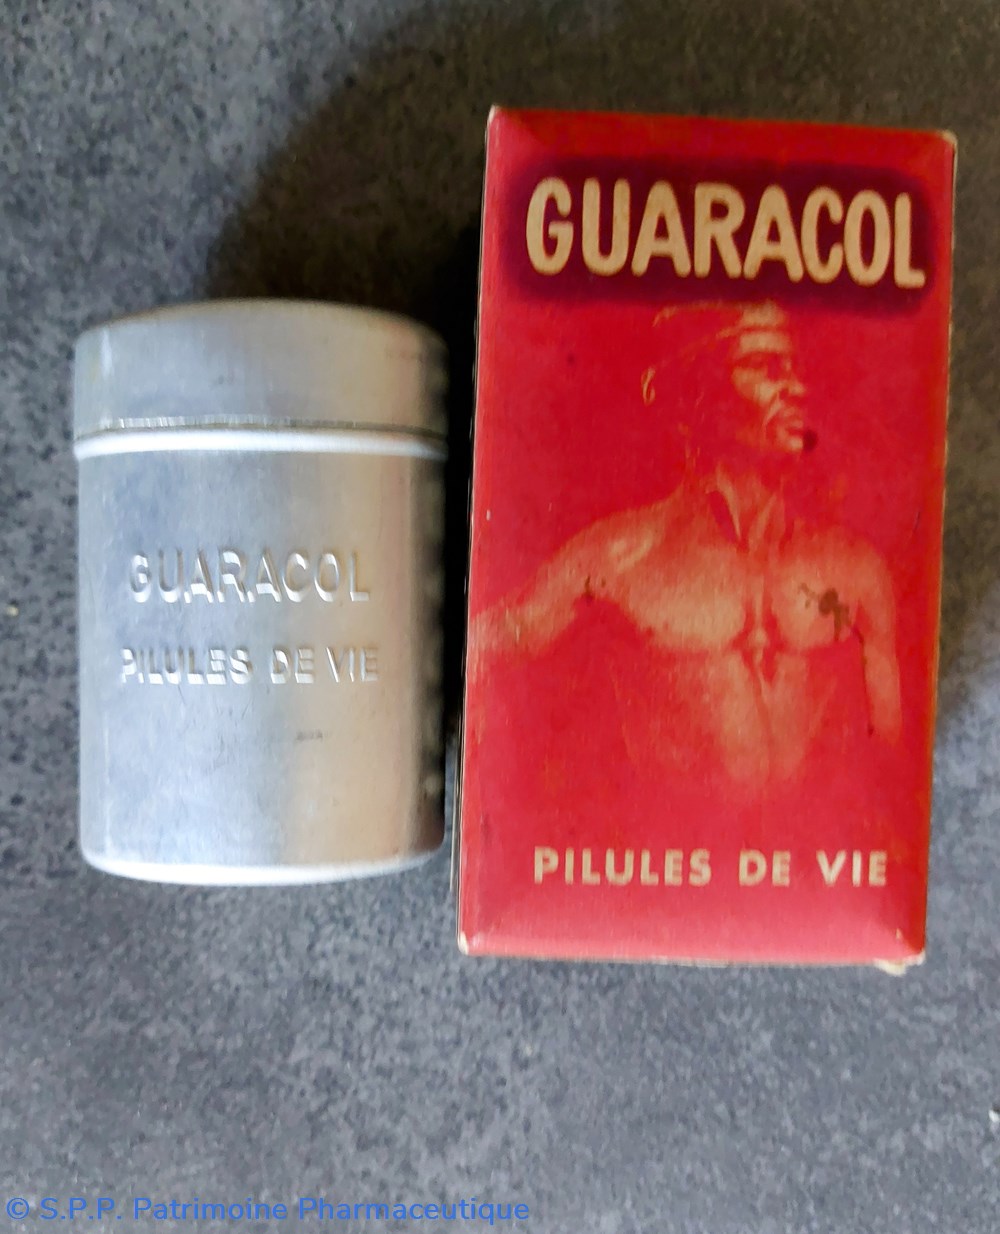 GUARACOL
PILULES DE VIE
GUARACOL
PILULES DE VIE
© S.P.P. Patrimoine Pharmaceutique